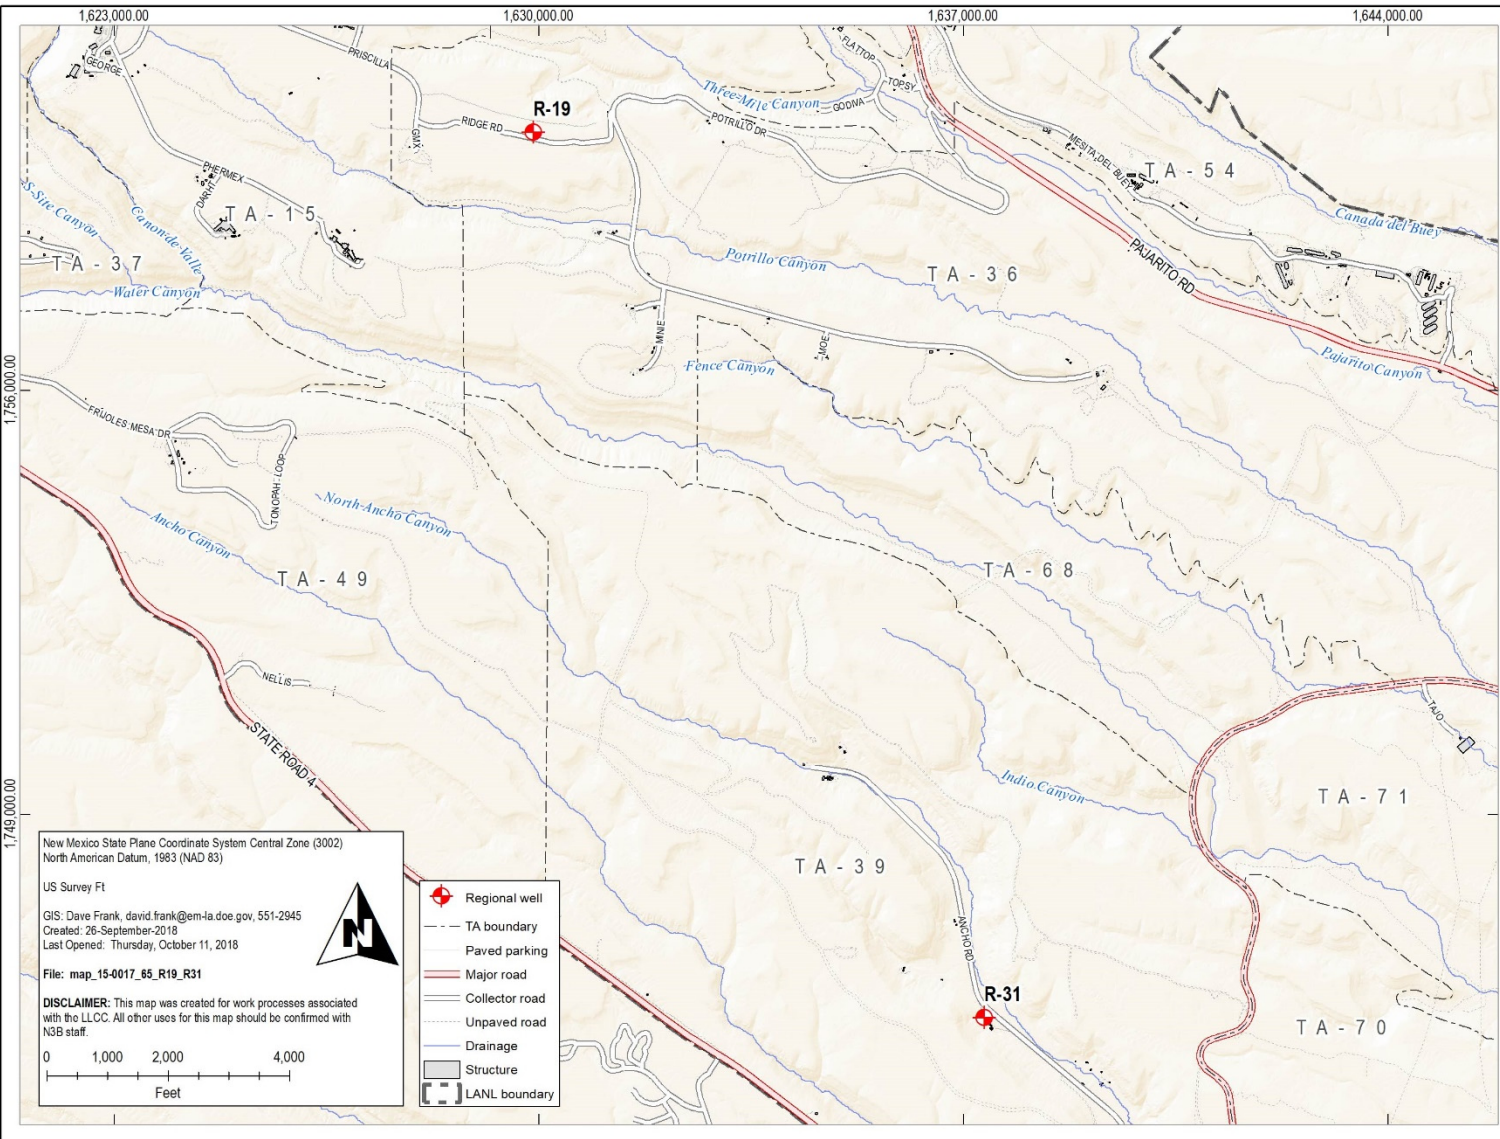 1,623,000.00
1,630,000.00
1,637,000.00
1,644,000.00
GEORGE
PRISCILLA
FLATTOP
TOPSY
Three-Mile Canyon
GODIVA
R-19
RIDGE RD
GMX
POTRILLO DR
MESITA DEL BUEY
TA-54
PHERMEX
DARHT
TA-15
S-Site Canyon
Canon de Valle
Canada del Buey
TA-37
Water Canyon
Potrillo Canyon
TA-36
PAJARITO RD
MINIE
MOE
Fence Canyon
Pajarito Canyon
1,756,000.00
FRIJOLES MESA DR
TONOPAH LOOP
North Ancho Canyon
Ancho Canyon
TA-49
TA-68
NELLIS
STATE ROAD 4
TAJO
Indio Canyon
TA-71
1,749,000.00
TA-39
ANCHO RD
R-31
TA-70
New Mexico State Plane Coordinate System Central Zone (3002)
North American Datum, 1983 (NAD 83)
US Survey Ft
GIS: Dave Frank, david.frank@em-la.doe.gov, 551-2945
Created: 26-September-2018
Last Opened: Thursday, October 11, 2018
N
File: map_15-0017_65_R19_R31
DISCLAIMER: This map was created for work processes associated
with the LLCC. All other uses for this map should be confirmed with
N3B staff.
0 1,000 2,000 4,000
Feet
Regional well
TA boundary
Paved parking
Major road
Collector road
Unpaved road
Drainage
Structure
LANL boundary